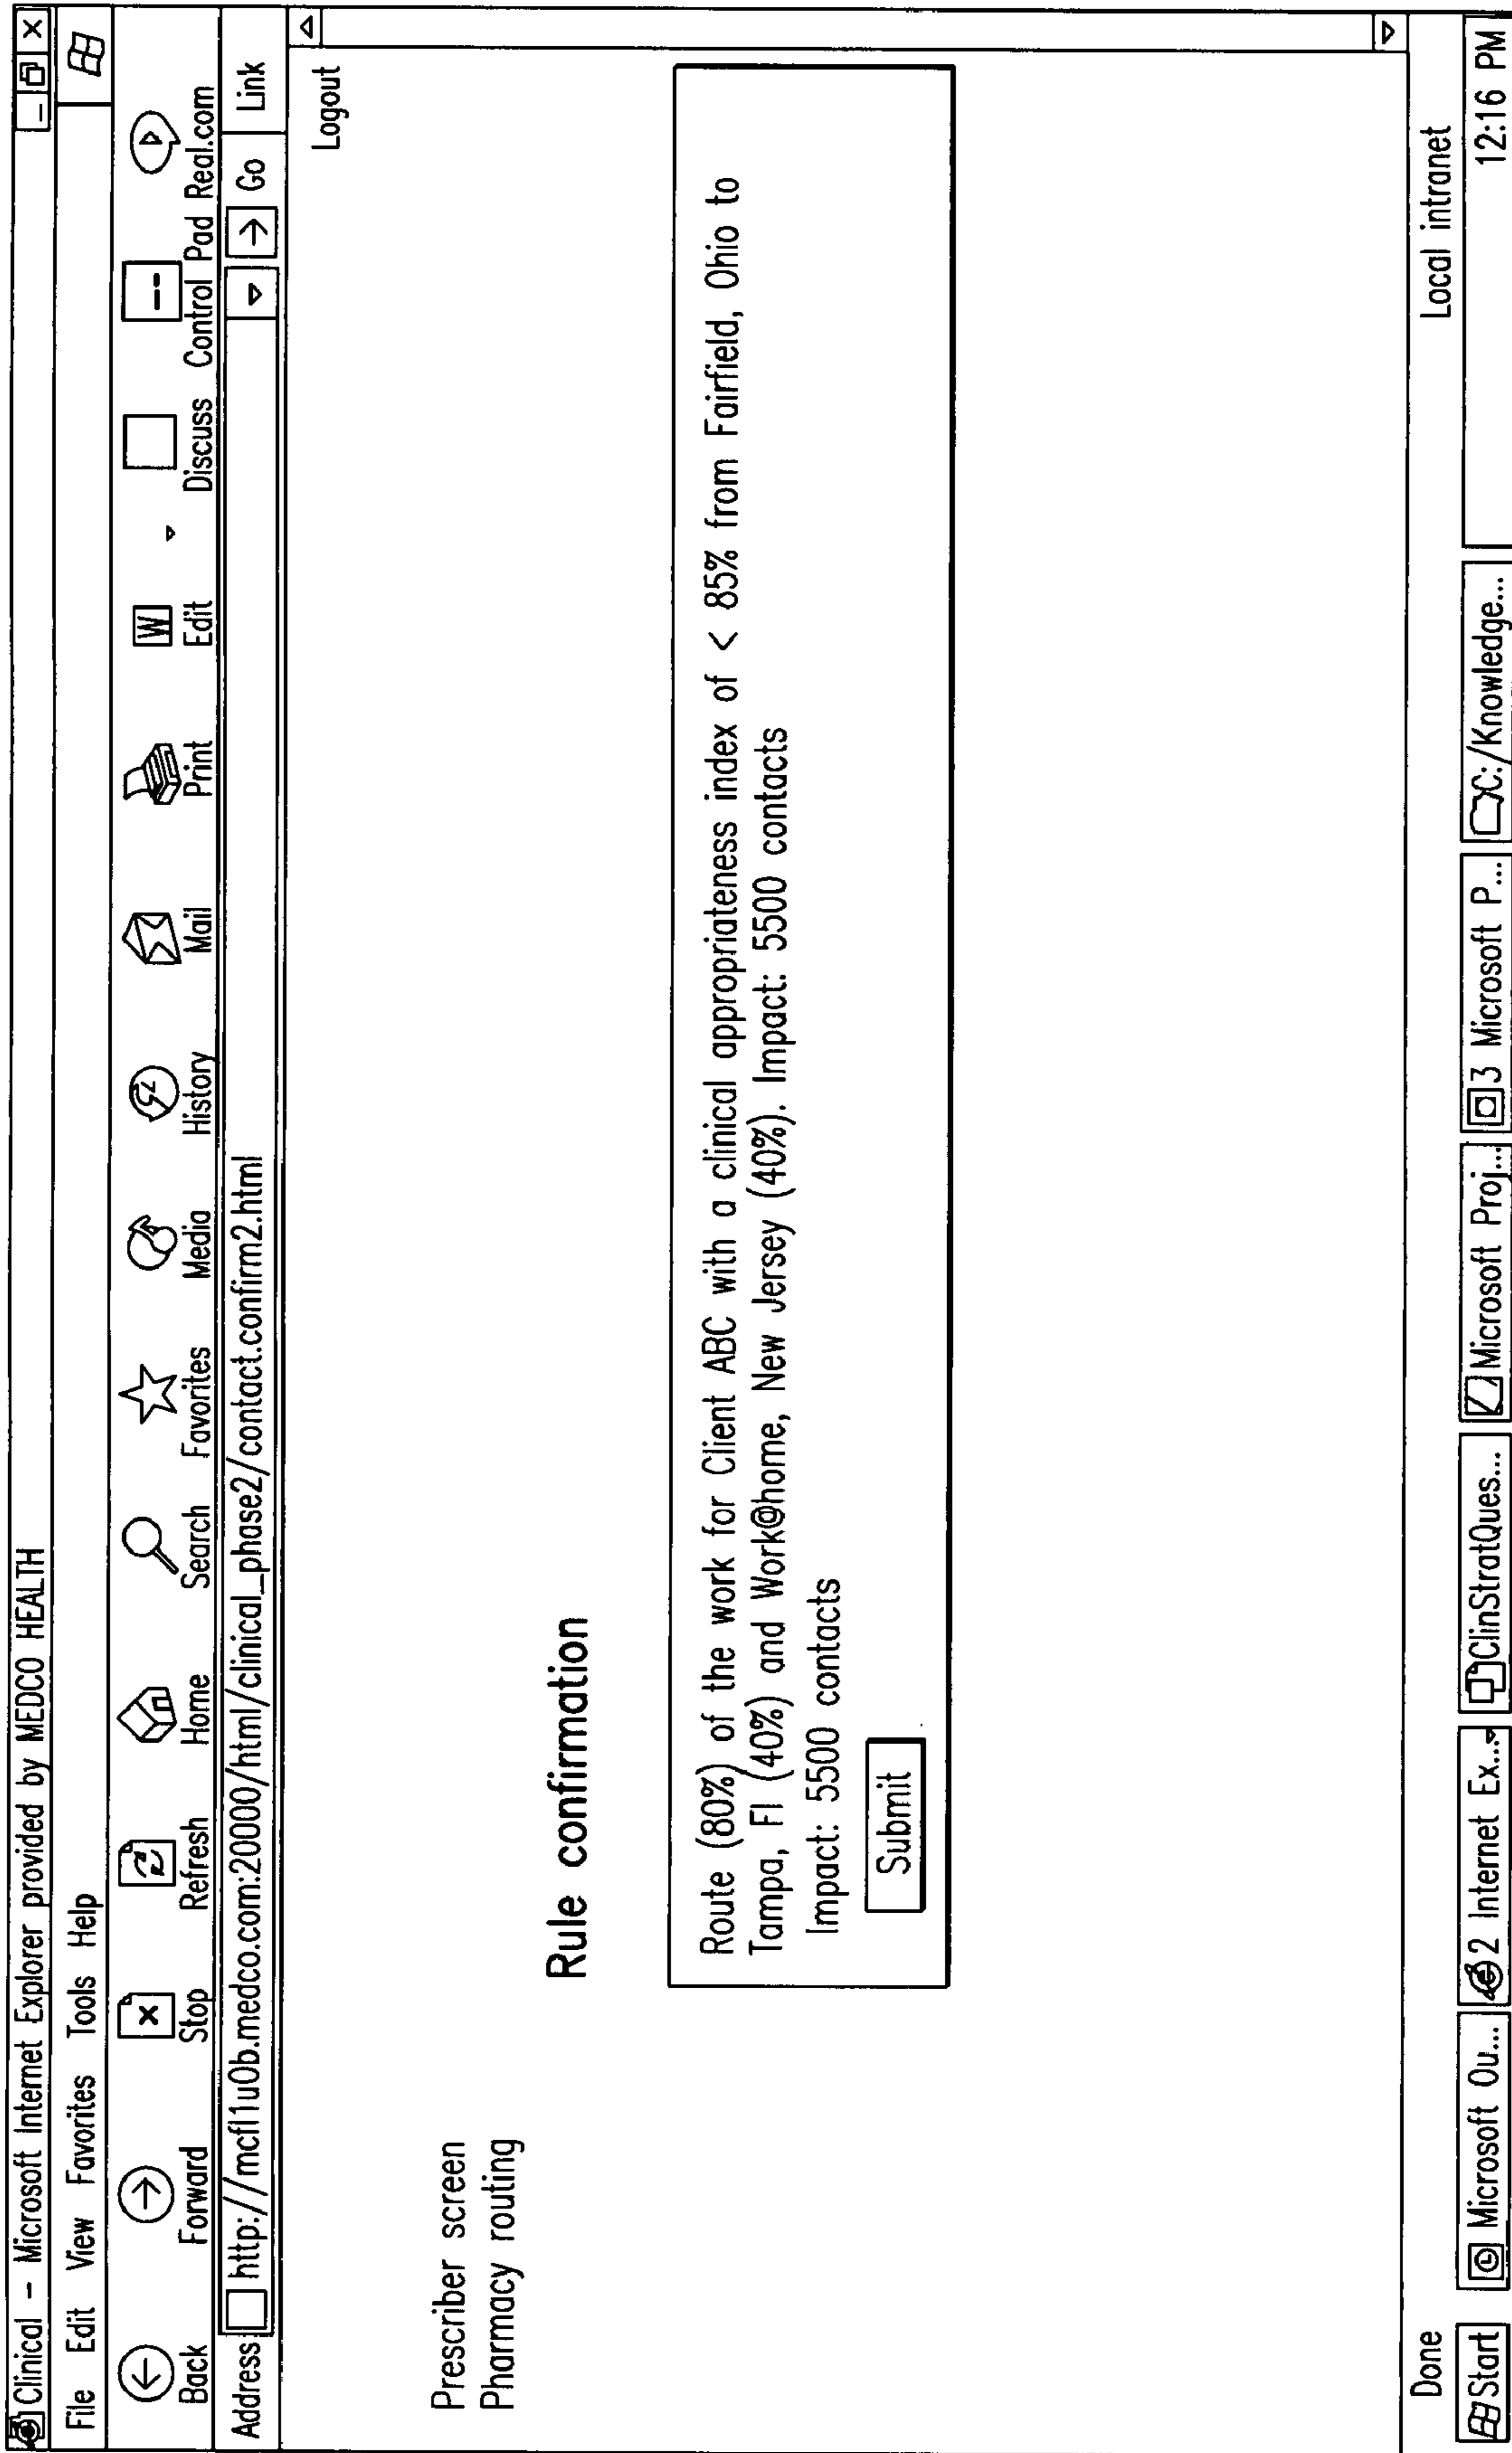 Clinical – Microsoft Internet Explorer provided by MEDCO HEALTH
File Edit View Favorites Tools Help
Back Forward Stop Refresh Home Search Favorites Media History Mail Print Edit Discuss Control Pad Real.com
Address http://mcfl1u0b.medco.com:20000/html/clinical_phase2/contact.confirm2.html Go Link
Logout
Prescriber screen
Pharmacy routing
Rule confirmation
Route (80%) of the work for Client ABC with a clinical appropriateness index of < 85% from Fairfield, Ohio to
Tampa, Fl (40%) and Work@home, New Jersey (40%). Impact: 5500 contacts
Impact: 5500 contacts
Submit
Done Local intranet
Start Microsoft Ou... 2 Internet Ex... ClinStratQues... Microsoft Proj... 3 Microsoft P... C:/Knowledge... 12:16 PM